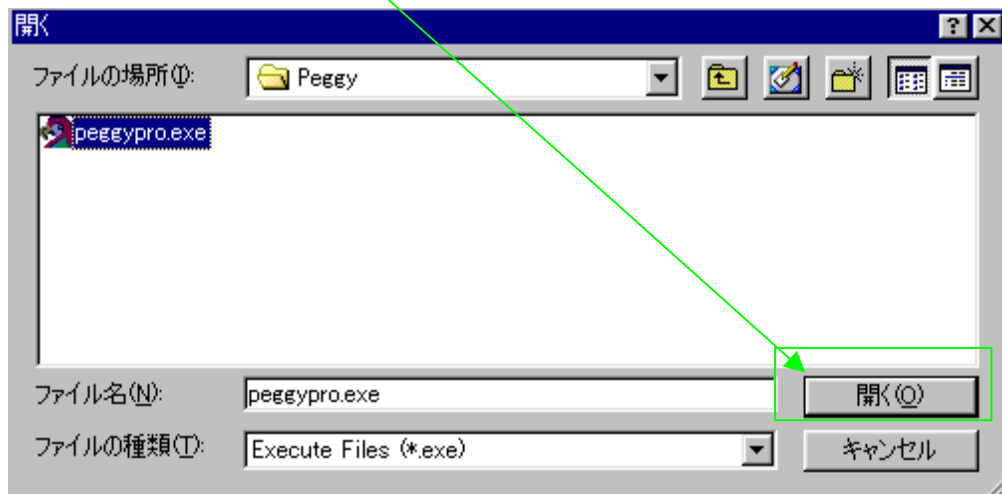 開く
ファイルの場所(I): Peggy
peggypro.exe
ファイル名(N): peggypro.exe 開く(O)
ファイルの種類(T): Execute Files (*.exe) キャンセル